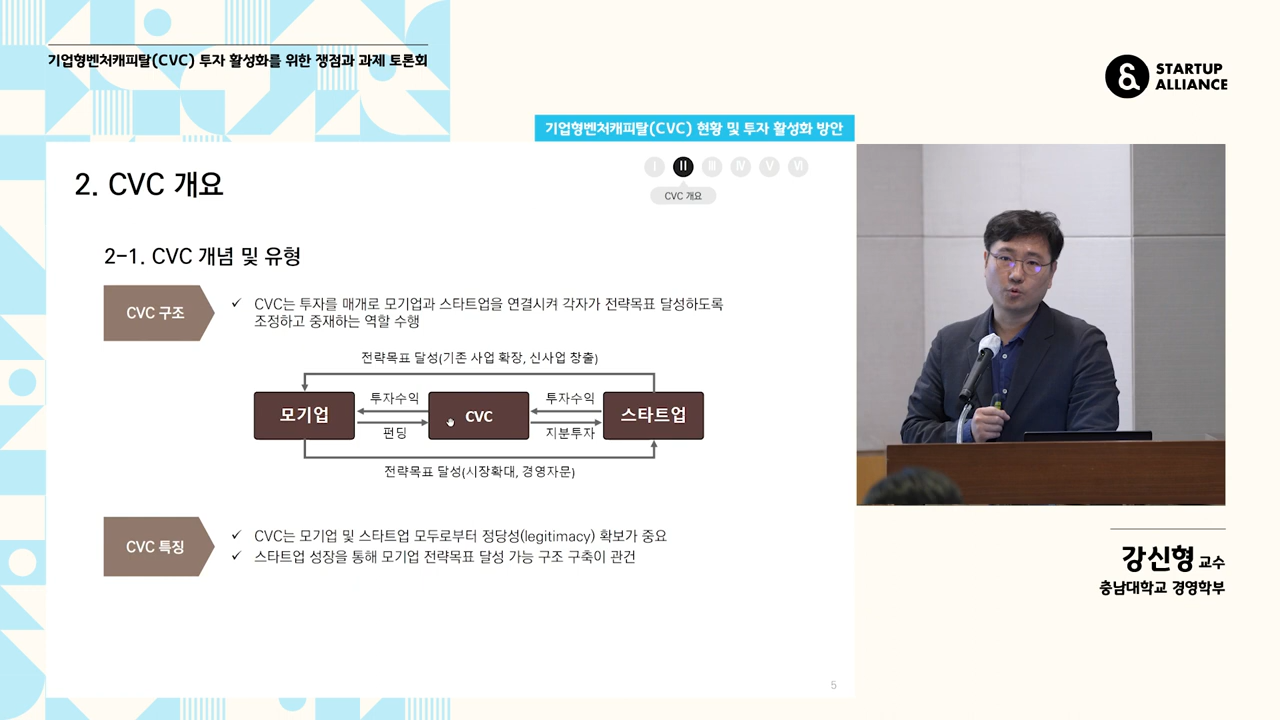 기업형벤처캐피탈(CVC) 투자 활성화를 위한 쟁점과 과제 토론회
STARTUP
ALLIANCE
기업형벤처캐피탈(CVC) 현황 및 투자 활성화 방안
I II III IV V VI
CVC 개요
2. CVC 개요
2-1. CVC 개념 및 유형
CVC 구조
✓ CVC는 투자를 매개로 모기업과 스타트업을 연결시켜 각자가 전략목표 달성하도록
조정하고 중재하는 역할 수행
전략목표 달성(기존 사업 확장, 신사업 창출)
모기업
투자수익
펀딩
CVC
투자수익
지분투자
스타트업
전략목표 달성(시장확대, 경영자문)
CVC 특징
✓ CVC는 모기업 및 스타트업 모두로부터 정당성(legitimacy) 확보가 중요
✓ 스타트업 성장을 통해 모기업 전략목표 달성 가능 구조 구축이 관건
5
강신형 교수
충남대학교 경영학부